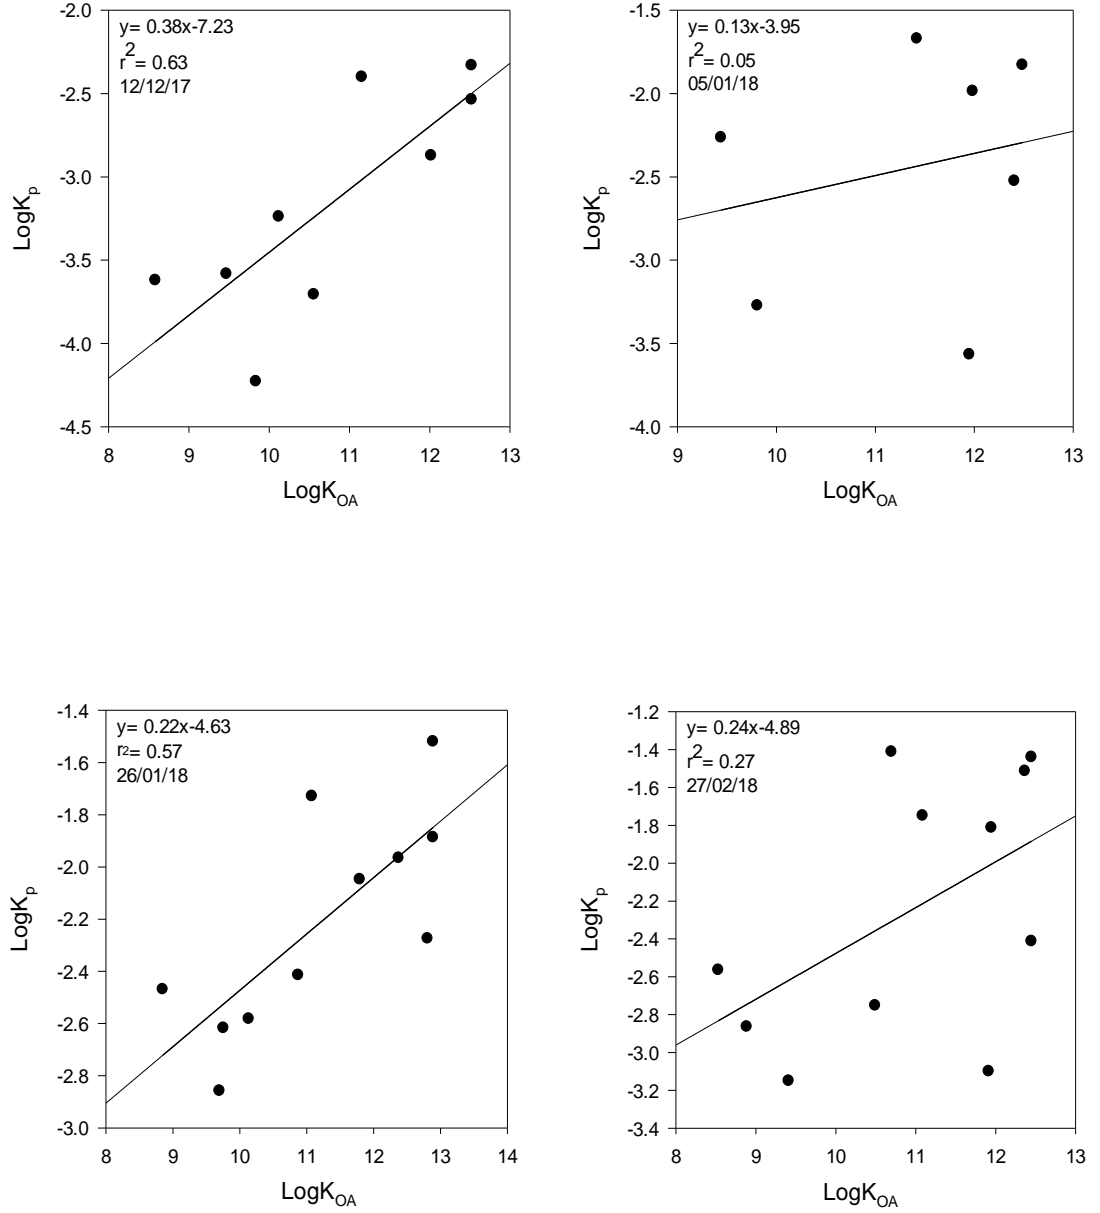 y= 0.38x-7.23
r2= 0.63
12/12/17
-2.0
-2.5
-3.0
-3.5
-4.0
-4.5
LogKp
8 9 10 11 12 13
LogKOA
y= 0.13x-3.95
r2= 0.05
05/01/18
-1.5
-2.0
-2.5
-3.0
-3.5
-4.0
LogKp
9 10 11 12 13
LogKOA
y= 0.22x-4.63
r2= 0.57
26/01/18
-1.4
-1.6
-1.8
-2.0
-2.2
-2.4
-2.6
-2.8
-3.0
LogKp
8 9 10 11 12 13 14
LogKOA
y= 0.24x-4.89
r2= 0.27
27/02/18
-1.2
-1.4
-1.6
-1.8
-2.0
-2.2
-2.4
-2.6
-2.8
-3.0
-3.2
-3.4
LogKp
8 9 10 11 12 13
LogKOA